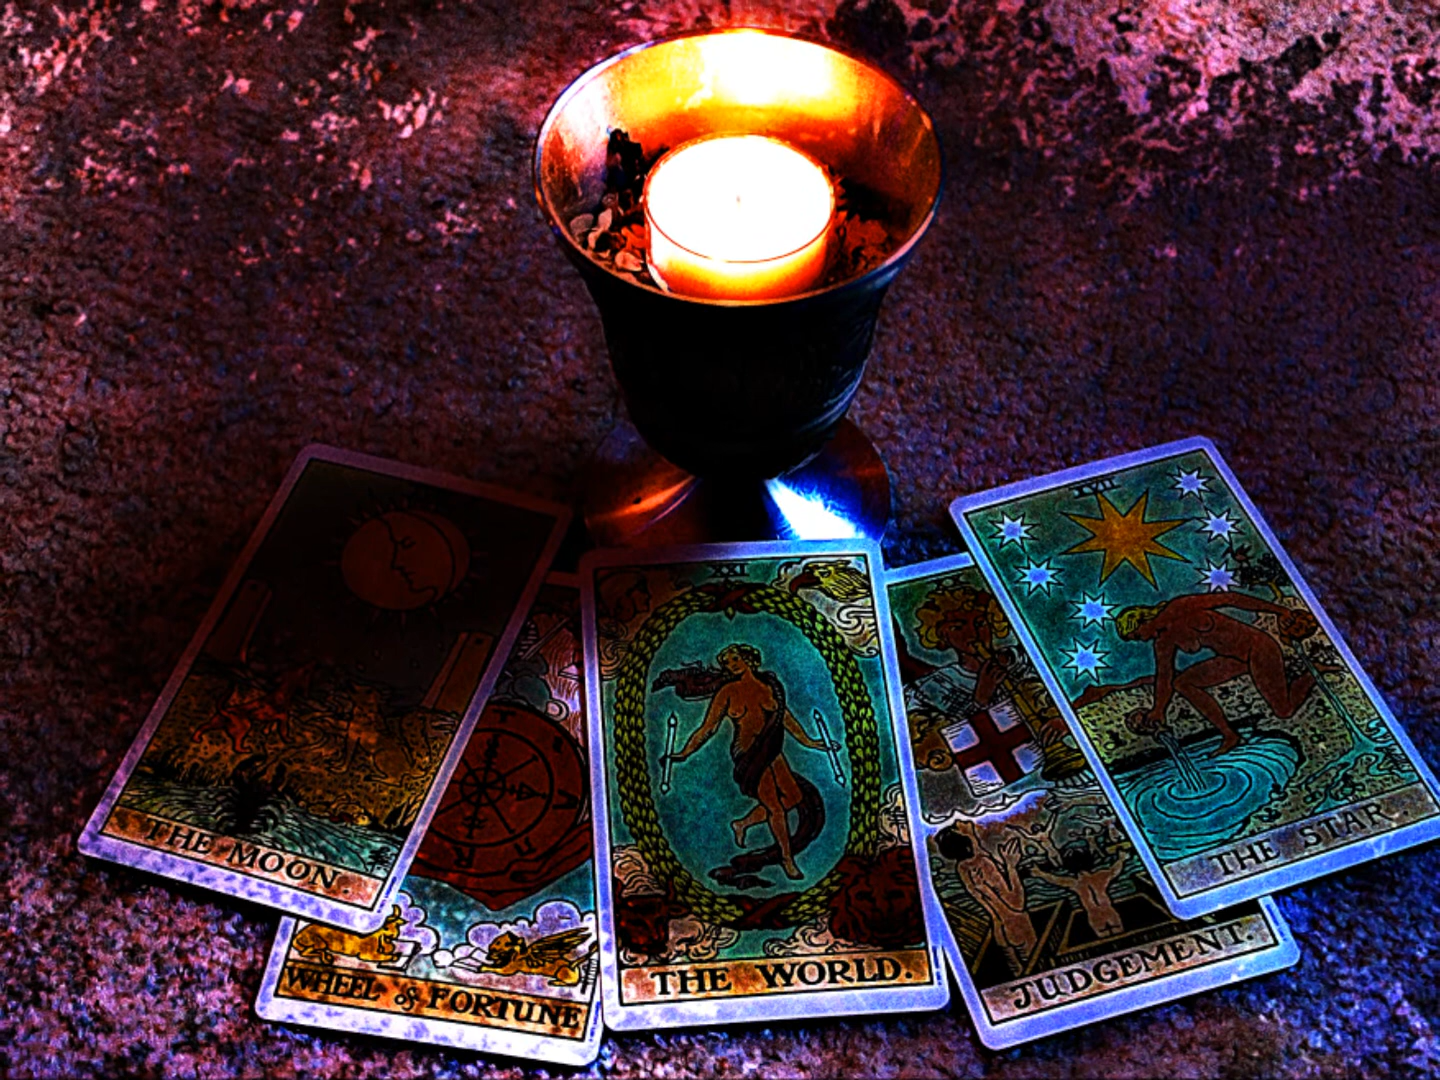 THE MOON.
WHEEL of FORTUNE
XXI
THE WORLD.
JUDGEMENT.
XVII
THE STAR.